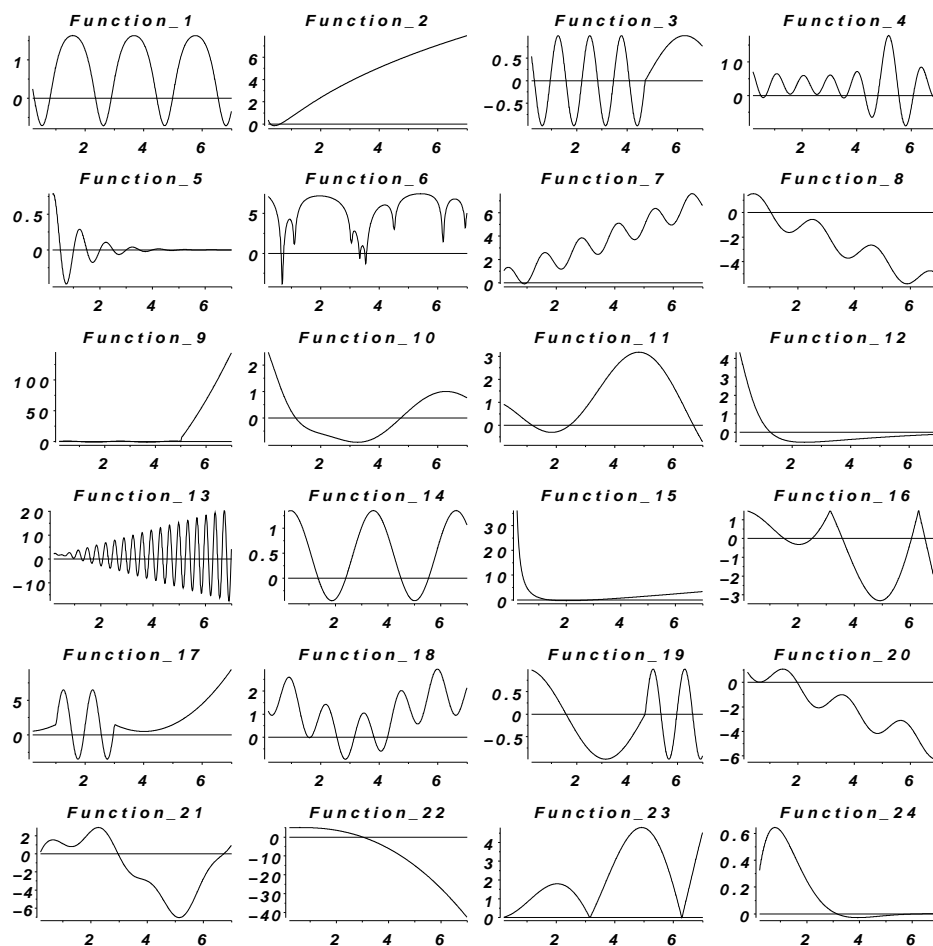 Function_1 Function_2 Function_3 Function_4
1 6 0.5 10
4 0
0 2 −0.5 0
0
2 4 6 2 4 6 2 4 6 2 4 6
Function_5 Function_6 Function_7 Function_8
0.5 5 6 0
4 −2
0 0 2 −4
0
2 4 6 2 4 6 2 4 6 2 4 6
Function_9 Function_10 Function_11 Function_12
100 2 3 4
50 1 2 3
0 0 1 2
0 1
0
2 4 6 2 4 6 2 4 6 2 4 6
Function_13 Function_14 Function_15 Function_16
20 1 30 1
10 0.5 20 0
0 0 10 −1
−10 0 −2
−3
2 4 6 2 4 6 2 4 6 2 4 6
Function_17 Function_18 Function_19 Function_20
5 2 0.5 0
0 1 0 −2
0 −0.5 −4
−6
2 4 6 2 4 6 2 4 6 2 4 6
Function_21 Function_22 Function_23 Function_24
2 0 4 0.6
0 −10 3 0.4
−2 −20 2 0.2
−4 −30 1 0
−6 −40 0
2 4 6 2 4 6 2 4 6 2 4 6